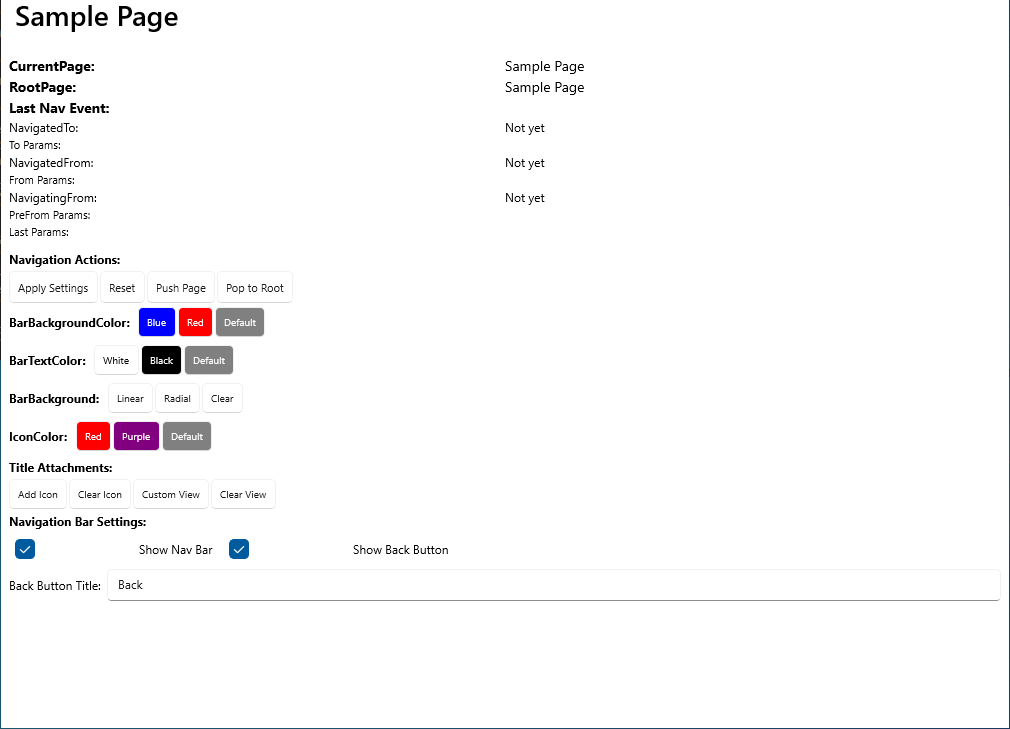 Sample Page
CurrentPage: Sample Page
RootPage: Sample Page
Last Nav Event:
NavigatedTo: Not yet
To Params:
NavigatedFrom: Not yet
From Params:
NavigatingFrom: Not yet
PreFrom Params:
Last Params:
Navigation Actions:
Apply Settings Reset Push Page Pop to Root
BarBackgroundColor: Blue Red Default
BarTextColor: White Black Default
BarBackground: Linear Radial Clear
IconColor: Red Purple Default
Title Attachments:
Add Icon Clear Icon Custom View Clear View
Navigation Bar Settings:
Show Nav Bar Show Back Button
Back Button Title: Back